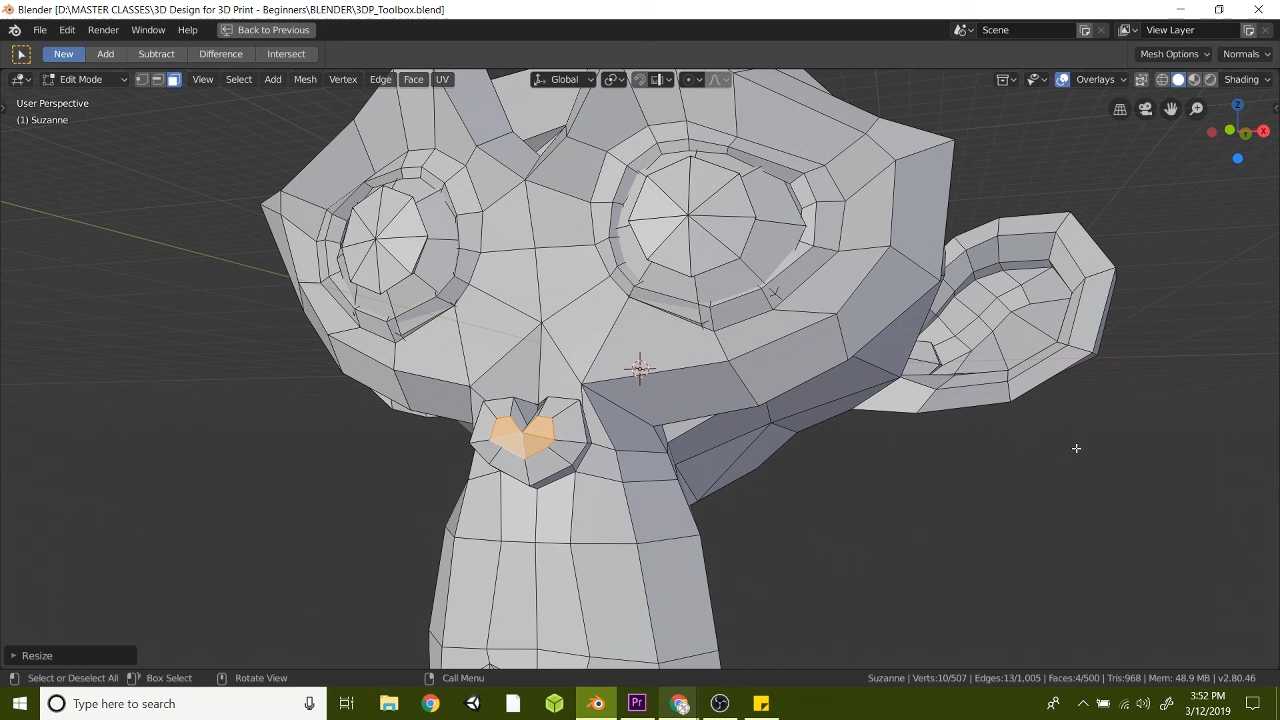 Blender [D:\MASTER CLASSES\3D Design for 3D Print - Beginners\BLENDER\3DP_Toolbox.blend]
File Edit Render Window Help Back to Previous Scene View Layer
New Add Subtract Difference Intersect Mesh Options Normals
Edit Mode View Select Add Mesh Vertex Edge Face UV Global Overlays Shading
User Perspective
(1) Suzanne
Z
X
Y
Resize
Select or Deselect All Box Select Rotate View Call Menu Suzanne | Verts:10/507 | Edges:13/1,005 | Faces:4/500 | Tris:968 | Mem: 48.9 MB | v2.80.46
Type here to search Pr 3:52 PM
3/12/2019